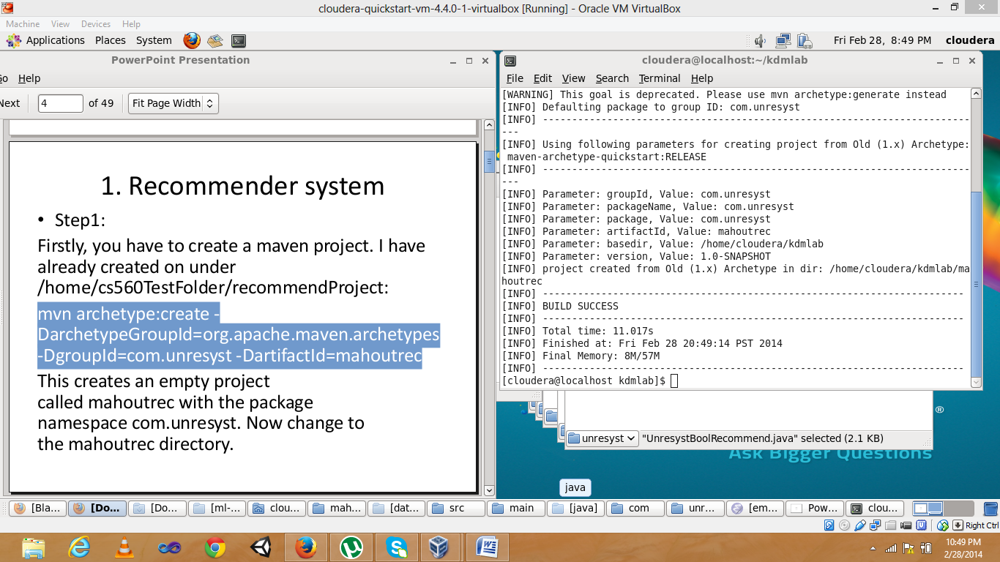 cloudera-quickstart-vm-4.4.0-1-virtualbox [Running] - Oracle VM VirtualBox
Machine View Devices Help
Applications Places System
Fri Feb 28, 8:49 PM cloudera
PowerPoint Presentation
Go Help
Next 4 of 49 Fit Page Width
1. Recommender system
• Step1:
Firstly, you have to create a maven project. I have
already created on under
/home/cs560TestFolder/recommendProject:
mvn archetype:create -
DarchetypeGroupId=org.apache.maven.archetypes
-DgroupId=com.unresyst -DartifactId=mahoutrec
This creates an empty project
called mahoutrec with the package
namespace com.unresyst. Now change to
the mahoutrec directory.
cloudera@localhost:~/kdmlab
File Edit View Search Terminal Help
[WARNING] This goal is deprecated. Please use mvn archetype:generate instead
[INFO] Defaulting package to group ID: com.unresyst
[INFO] ---------------------------------------------------------------------
---
[INFO] Using following parameters for creating project from Old (1.x) Archetype:
maven-archetype-quickstart:RELEASE
[INFO] ---------------------------------------------------------------------
---
[INFO] Parameter: groupId, Value: com.unresyst
[INFO] Parameter: packageName, Value: com.unresyst
[INFO] Parameter: package, Value: com.unresyst
[INFO] Parameter: artifactId, Value: mahoutrec
[INFO] Parameter: basedir, Value: /home/cloudera/kdmlab
[INFO] Parameter: version, Value: 1.0-SNAPSHOT
[INFO] project created from Old (1.x) Archetype in dir: /home/cloudera/kdmlab/ma
houtrec
[INFO] --------------------------------------------------------------------
[INFO] BUILD SUCCESS
[INFO] --------------------------------------------------------------------
[INFO] Total time: 11.017s
[INFO] Finished at: Fri Feb 28 20:49:14 PST 2014
[INFO] Final Memory: 8M/57M
[INFO] --------------------------------------------------------------------
[cloudera@localhost kdmlab]$
®
unresyst "UnresystBoolRecommend.java" selected (2.1 KB)
Ask Bigger Questions
java
[Bla... [Do... [Do... [ml-... clou... mah... [dat... src main [java] com unr... [em... Pow... clou...
Right Ctrl
10:49 PM
2/28/2014